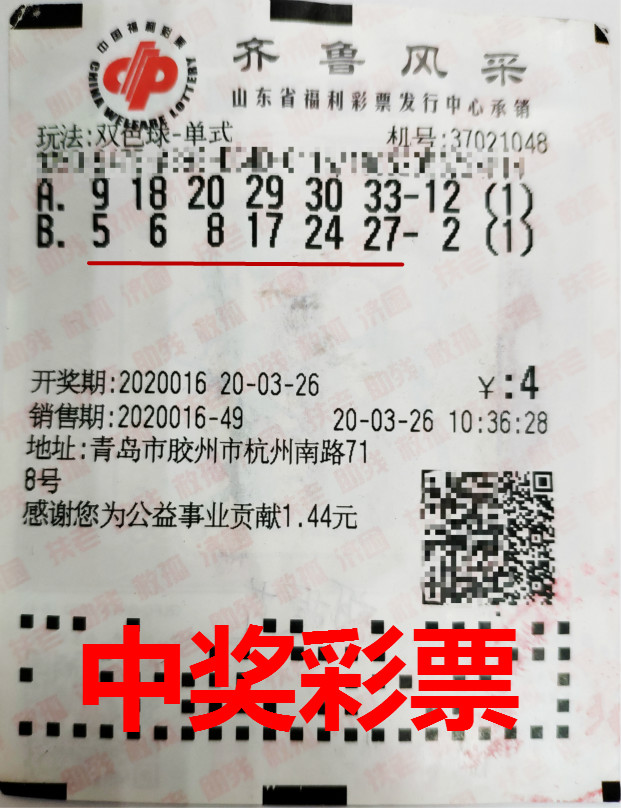 中国福利彩票
CHINA WELFARE LOTTERY
齐鲁风采
山东省福利彩票发行中心承销
玩法:双色球-单式 机号:37021048
A. 9 18 20 29 30 33-12 (1)
B. 5 6 8 17 24 27- 2 (1)
开奖期:2020016 20-03-26 ¥:4
销售期:2020016-49 20-03-26 10:36:28
地址:青岛市胶州市杭州南路71
8号
感谢您为公益事业贡献1.44元
中奖彩票